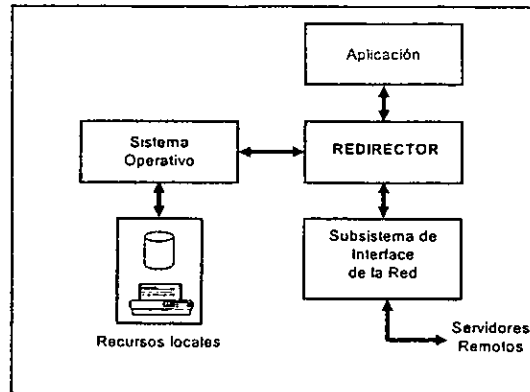 Aplicación
Sistema
Operativo
REDIRECTOR
Subsistema de
Interface
de la Red
Recursos locales
Servidores
Remotos